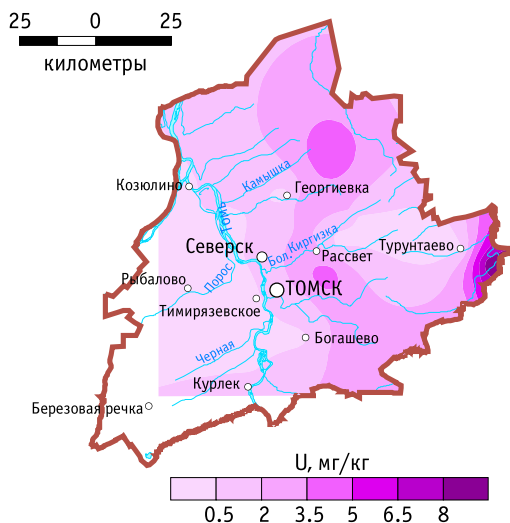 25 0 25
километры
Козюлино
Камышка
Георгиевка
Томь
Северск
Бол. Киргизка
Рассвет
Турунтаево
Рыбалово
Порос
ТОМСК
Тимирязевское
Богашево
Черная
Курлек
Березовая речка
U, мг/кг
0.5 2 3.5 5 6.5 8